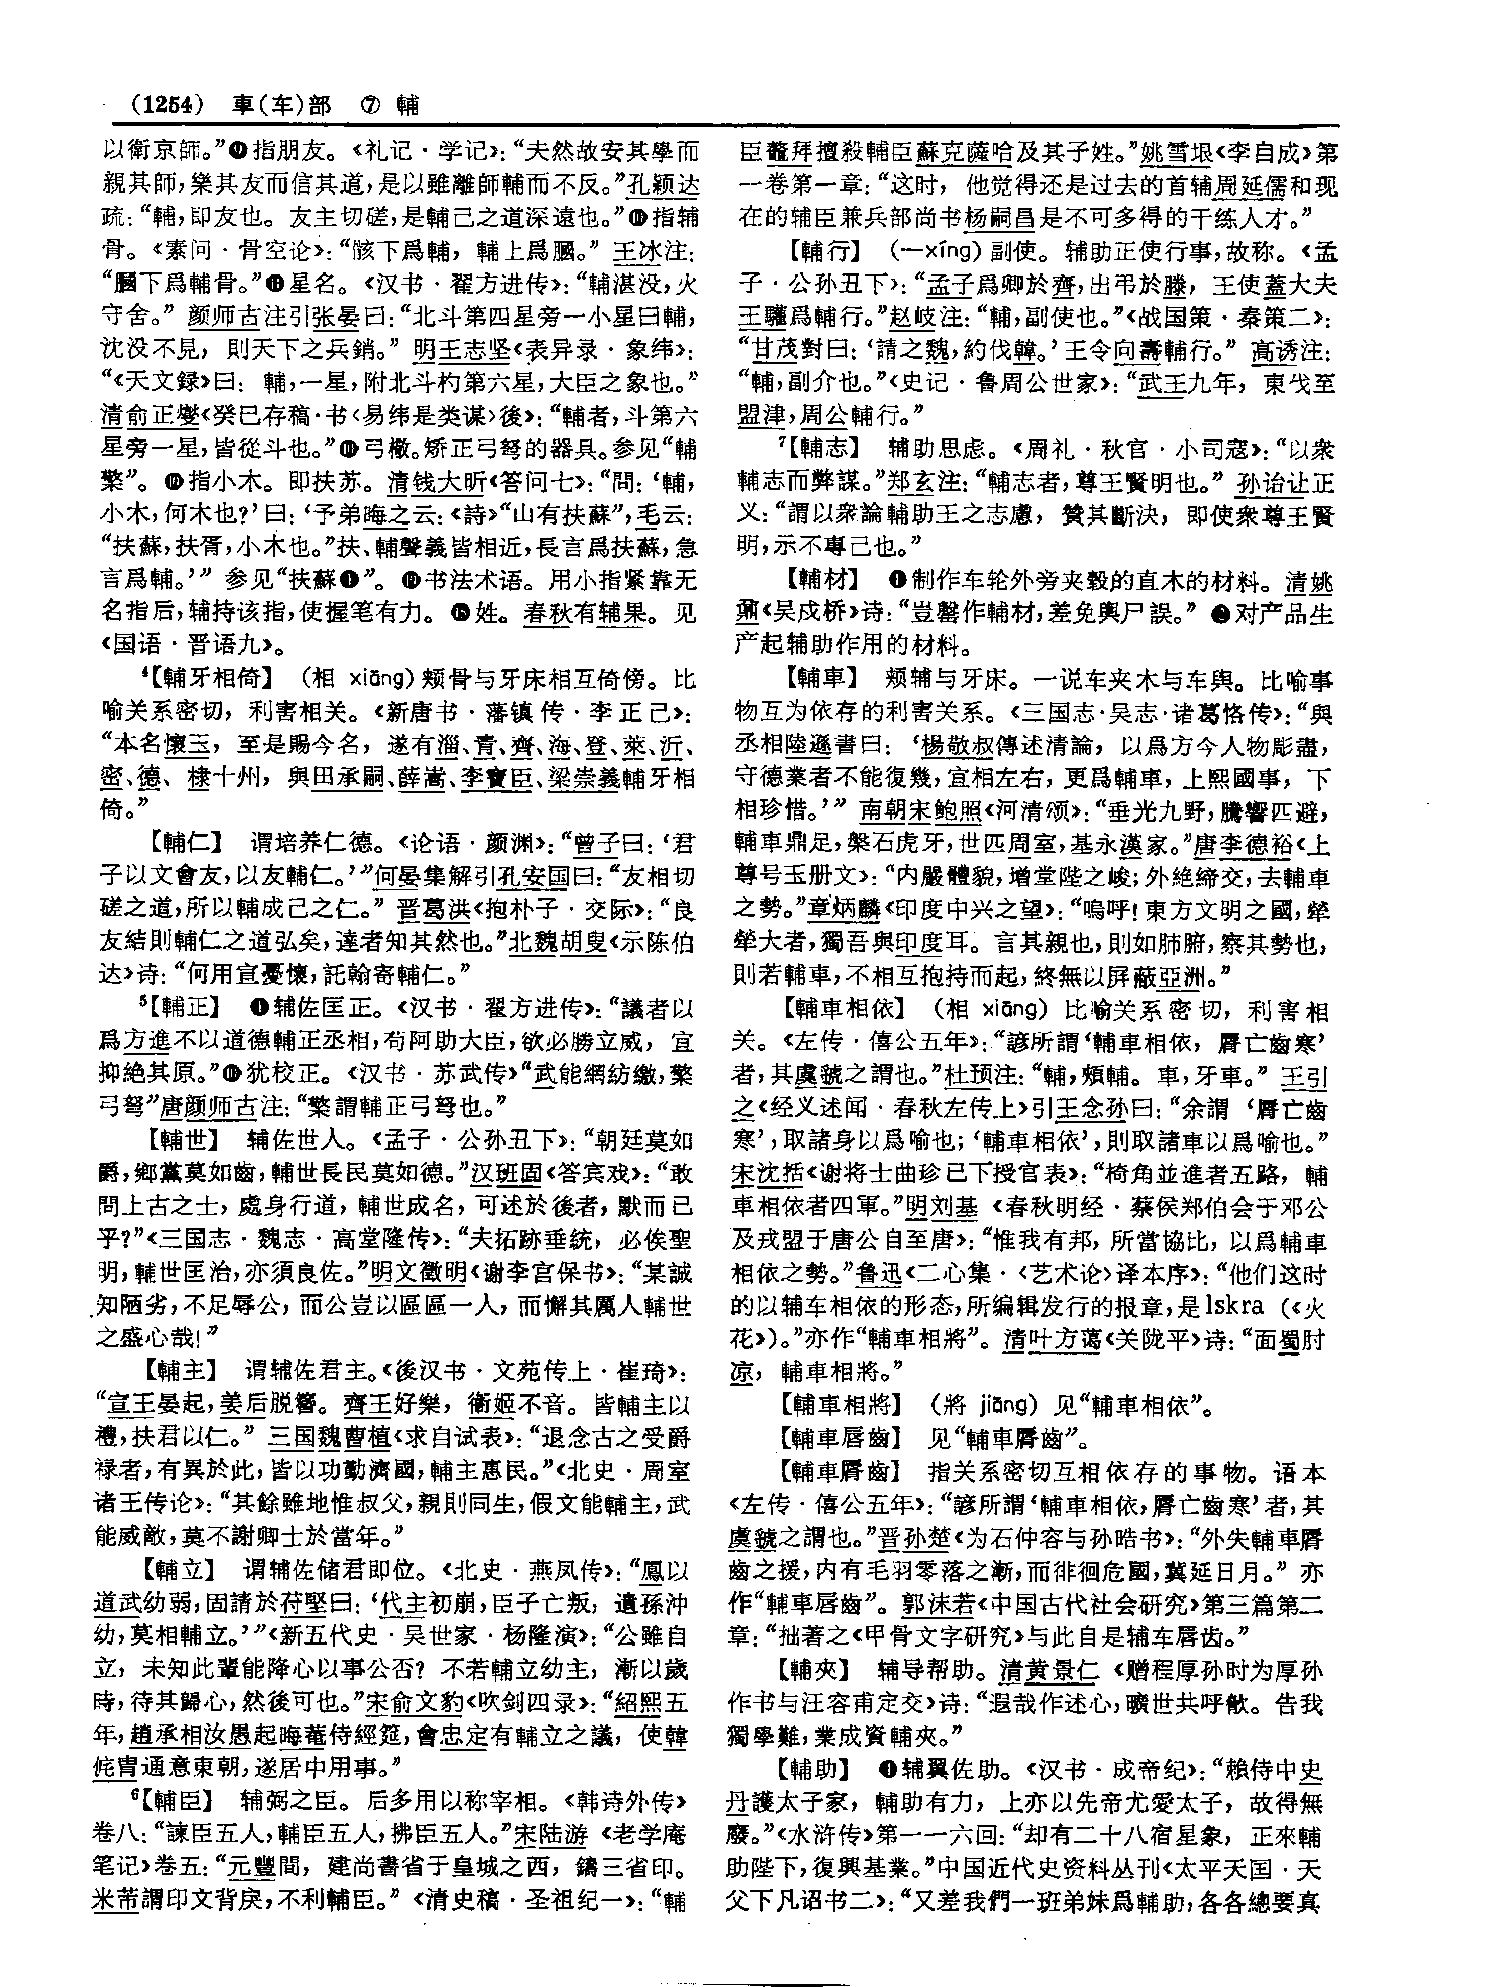 (1254) 車(车)部 ⑦ 輔
以衛京師。”❾指朋友。《礼记·学记》：“夫然故安其學而
親其師，樂其友而信其道，是以雖離師輔而不反。”孔颖达
疏：“輔，即友也。友主切磋，是輔己之道深遠也。”❿指辅
骨。《素问·骨空论》：“骸下爲輔，輔上爲膕。” 王冰注：
“膕下爲輔骨。”⓫星名。《汉书·翟方进传》：“輔湛没，火
守舍。” 颜师古注引张晏曰：“北斗第四星旁一小星曰輔，
沈没不見，則天下之兵銷。” 明王志坚《表异录·象纬》：
“《天文録》曰：輔，一星，附北斗杓第六星，大臣之象也。”
清俞正燮《癸巳存稿·书〈易纬是类谋〉後》：“輔者，斗第六
星旁一星，皆從斗也。”⓬弓檠。矫正弓弩的器具。参见“輔
檠”。⓭指小木。即扶苏。清钱大昕《答问七》：“問：‘輔，
小木，何木也？’曰：‘予弟晦之云：《詩》“山有扶蘇”，毛云：
“扶蘇，扶胥，小木也。”扶、輔聲義皆相近，長言爲扶蘇，急
言爲輔。’” 参见“扶蘇❶”。⓮书法术语。用小指紧靠无
名指后，辅持该指，使握笔有力。⓯姓。春秋有辅果。见
《国语·晋语九》。
⁴【輔牙相倚】 （相 xiāng）颊骨与牙床相互倚傍。比
喻关系密切，利害相关。《新唐书·藩镇传·李正己》：
“本名懷玉，至是賜今名，遂有淄、青、齊、海、登、萊、沂、
密、德、棣十州，與田承嗣、薛嵩、李寶臣、梁崇義輔牙相
倚。”
【輔仁】 谓培养仁德。《论语·颜渊》：“曾子曰：‘君
子以文會友，以友輔仁。’”何晏集解引孔安国曰：“友相切
磋之道，所以輔成己之仁。” 晋葛洪《抱朴子·交际》：“良
友結則輔仁之道弘矣，達者知其然也。”北魏胡叟《示陈伯
达》诗：“何用宣憂懷，託翰寄輔仁。”
⁵【輔正】 ❶辅佐匡正。《汉书·翟方进传》：“議者以
爲方進不以道德輔正丞相，苟阿助大臣，欲必勝立威，宜
抑絶其原。”❷犹校正。《汉书·苏武传》“武能網紡繳，檠
弓弩”唐颜师古注：“檠謂輔正弓弩也。”
【輔世】 辅佐世人。《孟子·公孙丑下》：“朝廷莫如
爵，鄉黨莫如齒，輔世長民莫如德。”汉班固《答宾戏》：“敢
問上古之士，處身行道，輔世成名，可述於後者，默而已
乎？”《三国志·魏志·高堂隆传》：“夫拓跡垂統，必俟聖
明，輔世匡治，亦須良佐。”明文徵明《谢李宫保书》：“某誠
知陋劣，不足辱公，而公豈以區區一人，而懈其厲人輔世
之盛心哉！”
【輔主】 谓辅佐君主。《後汉书·文苑传上·崔琦》：
“宣王晏起，姜后脱簪。齊王好樂，衛姬不音。皆輔主以
禮，扶君以仁。” 三国魏曹植《求自试表》：“退念古之受爵
禄者，有異於此，皆以功勤濟國，輔主惠民。”《北史·周室
诸王传论》：“其餘雖地惟叔父，親則同生，假文能輔主，武
能威敵，莫不謝卿士於當年。”
【輔立】 谓辅佐储君即位。《北史·燕凤传》：“鳳以
道武幼弱，固請於苻堅曰：‘代主初崩，臣子亡叛，遺孫沖
幼，莫相輔立。’”《新五代史·吴世家·杨隆演》：“公雖自
立，未知此輩能降心以事公否？不若輔立幼主，漸以歲
時，待其歸心，然後可也。”宋俞文豹《吹剑四录》：“紹熙五
年，趙丞相汝愚起晦菴侍經筵，會忠定有輔立之議，使韓
侂胄通意東朝，遂居中用事。”
⁶【輔臣】 辅弼之臣。后多用以称宰相。《韩诗外传》
卷八：“諫臣五人，輔臣五人，拂臣五人。”宋陆游《老学庵
笔记》卷五：“元豐間，建尚書省于皇城之西，鑄三省印。
米芾謂印文背戾，不利輔臣。”《清史稿·圣祖纪一》：“輔
臣鼇拜擅殺輔臣蘇克薩哈及其子姓。”姚雪垠《李自成》第
一卷第一章：“这时，他觉得还是过去的首辅周延儒和现
在的辅臣兼兵部尚书杨嗣昌是不可多得的干练人才。”
【輔行】 （—xíng）副使。辅助正使行事，故称。《孟
子·公孙丑下》：“孟子爲卿於齊，出弔於滕，王使蓋大夫
王驩爲輔行。”赵岐注：“輔，副使也。”《战国策·秦策二》：
“甘茂對曰：‘請之魏，約伐韓。’王令向壽輔行。” 高诱注：
“輔，副介也。”《史记·鲁周公世家》：“武王九年，東伐至
盟津，周公輔行。”
⁷【輔志】 辅助思虑。《周礼·秋官·小司寇》：“以衆
輔志而弊謀。”郑玄注：“輔志者，尊王賢明也。” 孙诒让正
义：“謂以衆論輔助王之志慮，贊其斷決，即使衆尊王賢
明，示不專己也。”
【輔材】 ❶制作车轮外旁夹毂的直木的材料。清姚
鼐《吴戍桥》诗：“豈罄作輔材，差免輿尸誤。” ❷对产品生
产起辅助作用的材料。
【輔車】 颊辅与牙床。一说车夹木与车舆。比喻事
物互为依存的利害关系。《三国志·吴志·诸葛恪传》：“與
丞相陸遜書曰：‘楊敬叔傳述清論，以爲方今人物彫盡，
守德業者不能復幾，宜相左右，更爲輔車，上熙國事，下
相珍惜。’” 南朝宋鲍照《河清颂》：“垂光九野，騰響匹避，
輔車鼎足，槃石虎牙，世匹周室，基永漢家。”唐李德裕《上
尊号玉册文》：“内嚴體貌，增堂陛之峻；外絶締交，去輔車
之勢。”章炳麟《印度中兴之望》：“嗚呼！東方文明之國，犖
犖大者，獨吾與印度耳。言其親也，則如肺腑，察其勢也，
則若輔車，不相互抱持而起，終無以屏蔽亞洲。”
【輔車相依】 （相 xiāng）比喻关系密切，利害相
关。《左传·僖公五年》：“諺所謂‘輔車相依，脣亡齒寒’
者，其虞虢之謂也。”杜预注：“輔，頰輔。車，牙車。” 王引
之《经义述闻·春秋左传上》引王念孙曰：“余謂‘脣亡齒
寒’，取諸身以爲喻也；‘輔車相依’，則取諸車以爲喻也。”
宋沈括《谢将士曲珍已下授官表》：“椅角並進者五路，輔
車相依者四軍。”明刘基《春秋明经·蔡侯郑伯会于邓公
及戎盟于唐公自至唐》：“惟我有邦，所當協比，以爲輔車
相依之勢。”鲁迅《二心集·〈艺术论〉译本序》：“他们这时
的以辅车相依的形态，所编辑发行的报章，是Iskra（《火
花》）。”亦作“輔車相將”。清叶方蔼《关陇平》诗：“面蜀肘
凉，輔車相將。”
【輔車相將】 （將 jiāng）见“輔車相依”。
【輔車唇齒】 见“輔車脣齒”。
【輔車脣齒】 指关系密切互相依存的事物。语本
《左传·僖公五年》：“諺所謂‘輔車相依，脣亡齒寒’者，其
虞虢之謂也。”晋孙楚《为石仲容与孙皓书》：“外失輔車脣
齒之援，内有毛羽零落之漸，而徘徊危國，冀延日月。” 亦
作“輔車唇齒”。郭沫若《中国古代社会研究》第三篇第二
章：“拙著之《甲骨文字研究》与此自是辅车唇齿。”
【輔夾】 辅导帮助。清黄景仁《赠程厚孙时为厚孙
作书与汪容甫定交》诗：“遐哉作述心，曠世共呼歙。告我
獨學難，業成資輔夾。”
【輔助】 ❶辅翼佐助。《汉书·成帝纪》：“賴侍中史
丹護太子家，輔助有力，上亦以先帝尤愛太子，故得無
廢。”《水浒传》第一一六回：“却有二十八宿星象，正來輔
助陛下，復興基業。”中国近代史资料丛刊《太平天国·天
父下凡诏书二》：“又差我們一班弟妹爲輔助，各各總要真